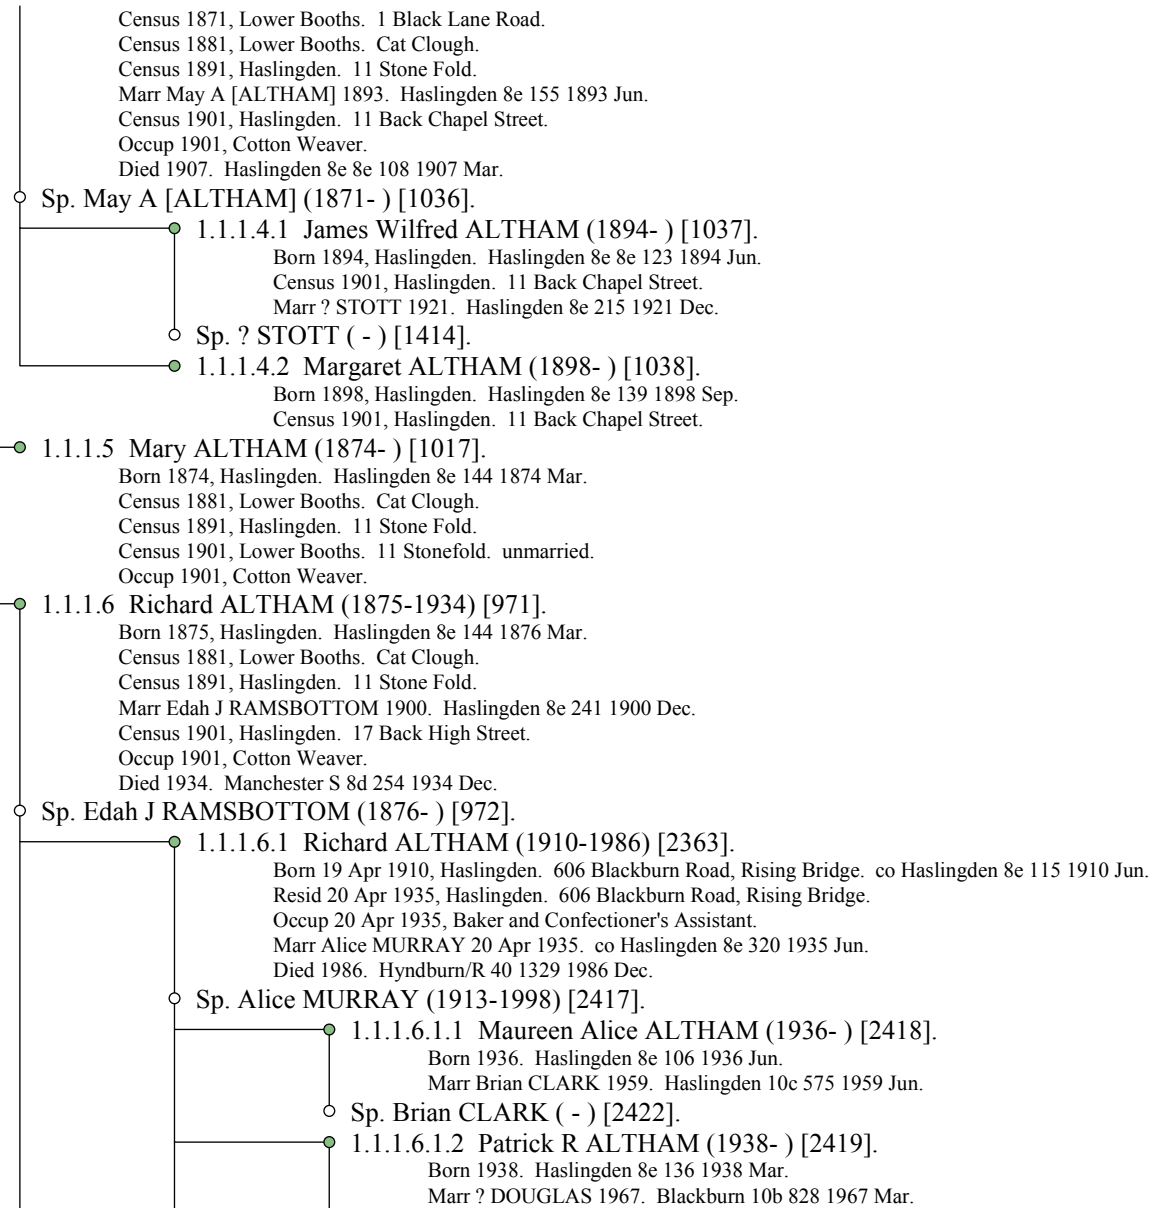 Census 1871, Lower Booths.  1 Black Lane Road.
Census 1881, Lower Booths.  Cat Clough.
Census 1891, Haslingden.  11 Stone Fold.
Marr May A [ALTHAM] 1893.  Haslingden 8e 155 1893 Jun.
Census 1901, Haslingden.  11 Back Chapel Street.
Occup 1901, Cotton Weaver.
Died 1907.  Haslingden 8e 8e 108 1907 Mar.
Sp. May A [ALTHAM] (1871- ) [1036].
1.1.1.4.1  James Wilfred ALTHAM (1894- ) [1037].
Born 1894, Haslingden.  Haslingden 8e 8e 123 1894 Jun.
Census 1901, Haslingden.  11 Back Chapel Street.
Marr ? STOTT 1921.  Haslingden 8e 215 1921 Dec.
Sp. ? STOTT ( - ) [1414].
1.1.1.4.2  Margaret ALTHAM (1898- ) [1038].
Born 1898, Haslingden.  Haslingden 8e 139 1898 Sep.
Census 1901, Haslingden.  11 Back Chapel Street.
1.1.1.5  Mary ALTHAM (1874- ) [1017].
Born 1874, Haslingden.  Haslingden 8e 144 1874 Mar.
Census 1881, Lower Booths.  Cat Clough.
Census 1891, Haslingden.  11 Stone Fold.
Census 1901, Lower Booths.  11 Stonefold.  unmarried.
Occup 1901, Cotton Weaver.
1.1.1.6  Richard ALTHAM (1875-1934) [971].
Born 1875, Haslingden.  Haslingden 8e 144 1876 Mar.
Census 1881, Lower Booths.  Cat Clough.
Census 1891, Haslingden.  11 Stone Fold.
Marr Edah J RAMSBOTTOM 1900.  Haslingden 8e 241 1900 Dec.
Census 1901, Haslingden.  17 Back High Street.
Occup 1901, Cotton Weaver.
Died 1934.  Manchester S 8d 254 1934 Dec.
Sp. Edah J RAMSBOTTOM (1876- ) [972].
1.1.1.6.1  Richard ALTHAM (1910-1986) [2363].
Born 19 Apr 1910, Haslingden.  606 Blackburn Road, Rising Bridge.  co Haslingden 8e 115 1910 Jun.
Resid 20 Apr 1935, Haslingden.  606 Blackburn Road, Rising Bridge.
Occup 20 Apr 1935, Baker and Confectioner's Assistant.
Marr Alice MURRAY 20 Apr 1935.  co Haslingden 8e 320 1935 Jun.
Died 1986.  Hyndburn/R 40 1329 1986 Dec.
Sp. Alice MURRAY (1913-1998) [2417].
1.1.1.6.1.1  Maureen Alice ALTHAM (1936- ) [2418].
Born 1936.  Haslingden 8e 106 1936 Jun.
Marr Brian CLARK 1959.  Haslingden 10c 575 1959 Jun.
Sp. Brian CLARK ( - ) [2422].
1.1.1.6.1.2  Patrick R ALTHAM (1938- ) [2419].
Born 1938.  Haslingden 8e 136 1938 Mar.
Marr ? DOUGLAS 1967.  Blackburn 10b 828 1967 Mar.